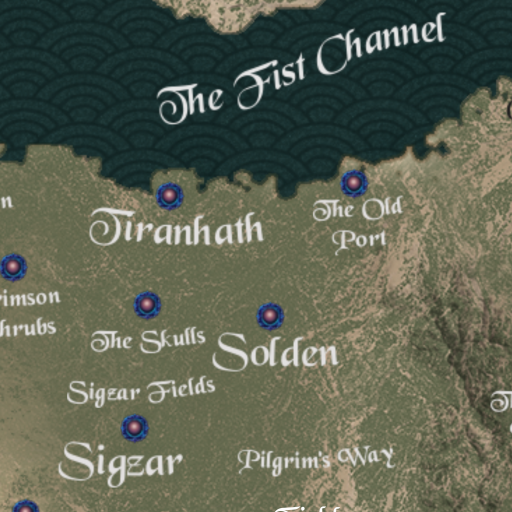 The Fist Channel
The Old
Port
Tiranhath
The Skulls
Solden
Sigzar Fields
Sigzar
Pilgrim's Way